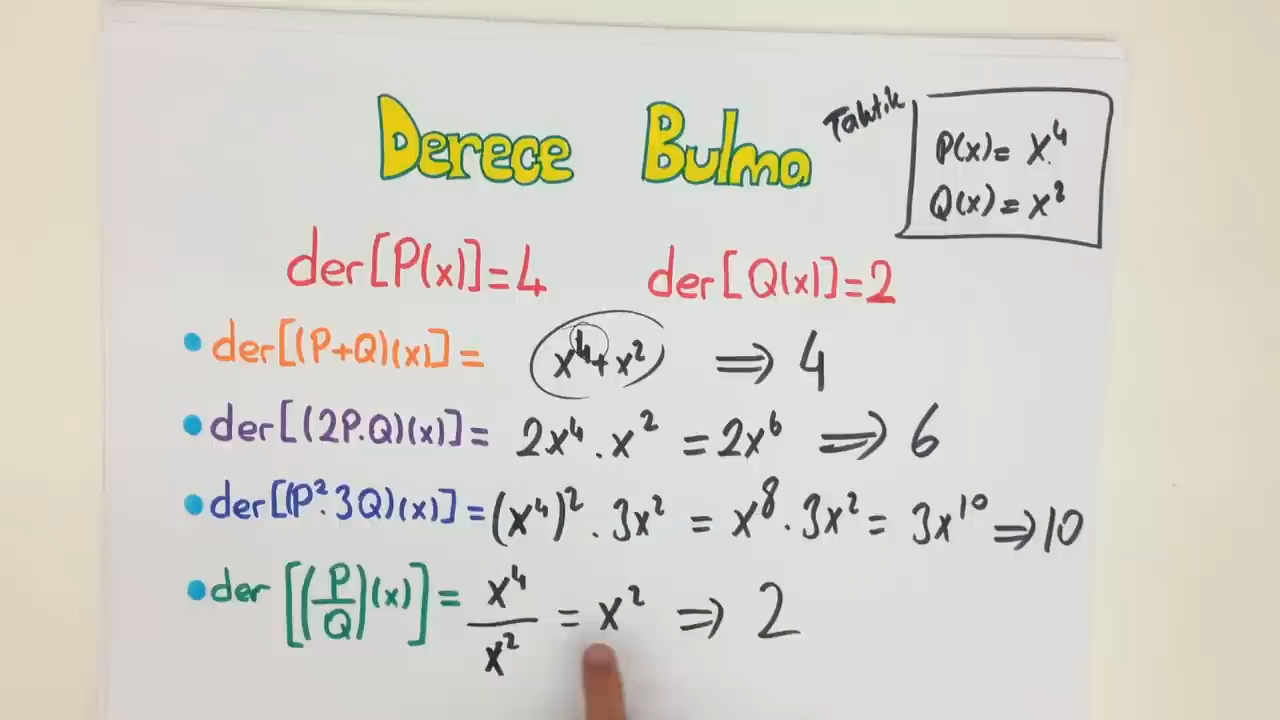 Derece Bulma
Taktik
P(x)= x⁴
Q(x)= x²
der[P(x)]=4 der[Q(x)]=2
• der[(P+Q)(x)]= x⁴+x² ⇒ 4
• der[(2P.Q)(x)]= 2x⁴.x² = 2x⁶ ⇒ 6
• der[(P².3Q)(x)]=(x⁴)².3x² = x⁸.3x² = 3x¹⁰ ⇒10
• der[(P/Q)(x)]= x⁴/x² = x² ⇒ 2